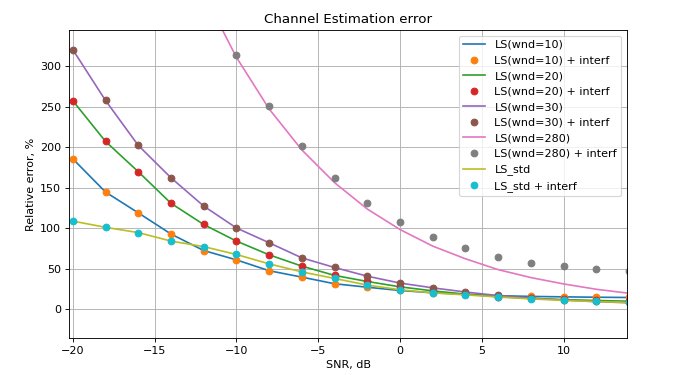 Channel Estimation error
Relative error, %
300
250
200
150
100
50
0
−20
−15
−10
−5
0
5
10
SNR, dB
LS(wnd=10)
LS(wnd=10) + interf
LS(wnd=20)
LS(wnd=20) + interf
LS(wnd=30)
LS(wnd=30) + interf
LS(wnd=280)
LS(wnd=280) + interf
LS_std
LS_std + interf